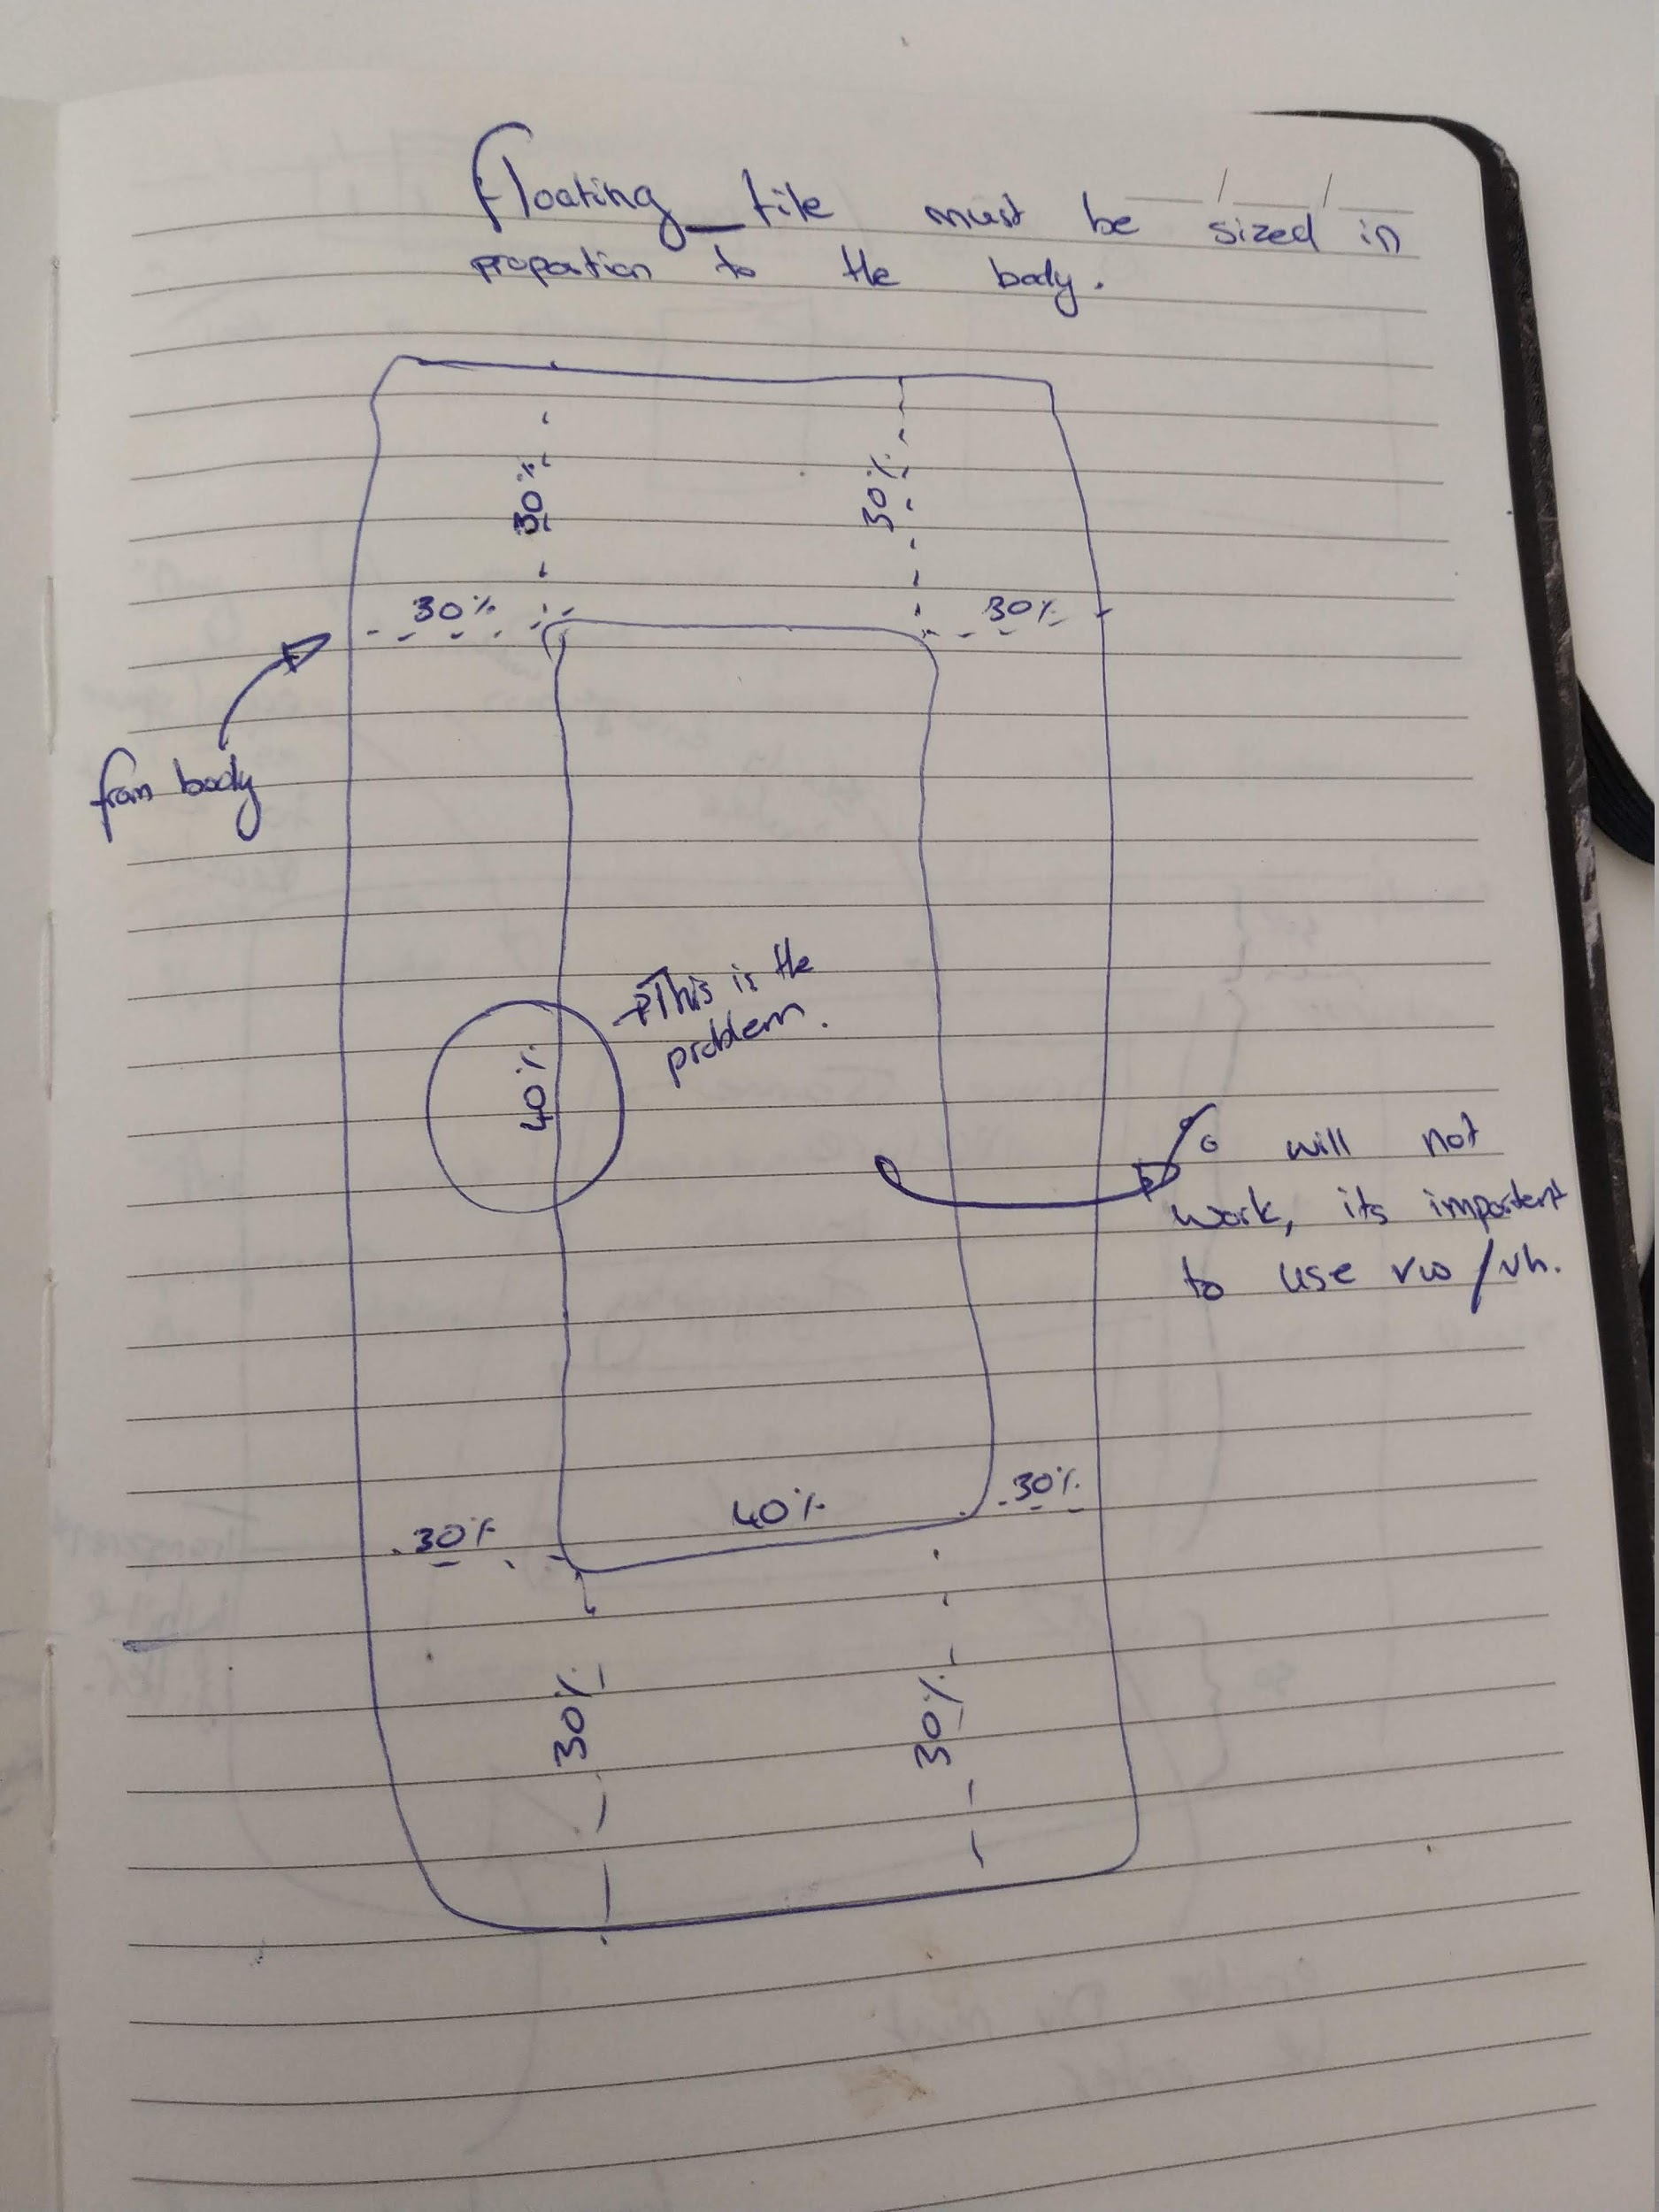 floating_tile must be sized in
propotion to the body.
30%
30%
30%
30%
from body
This is the
problem.
40%
% will not
work, its important
to use vw/vh.
30%
40%
30%
30%
30%